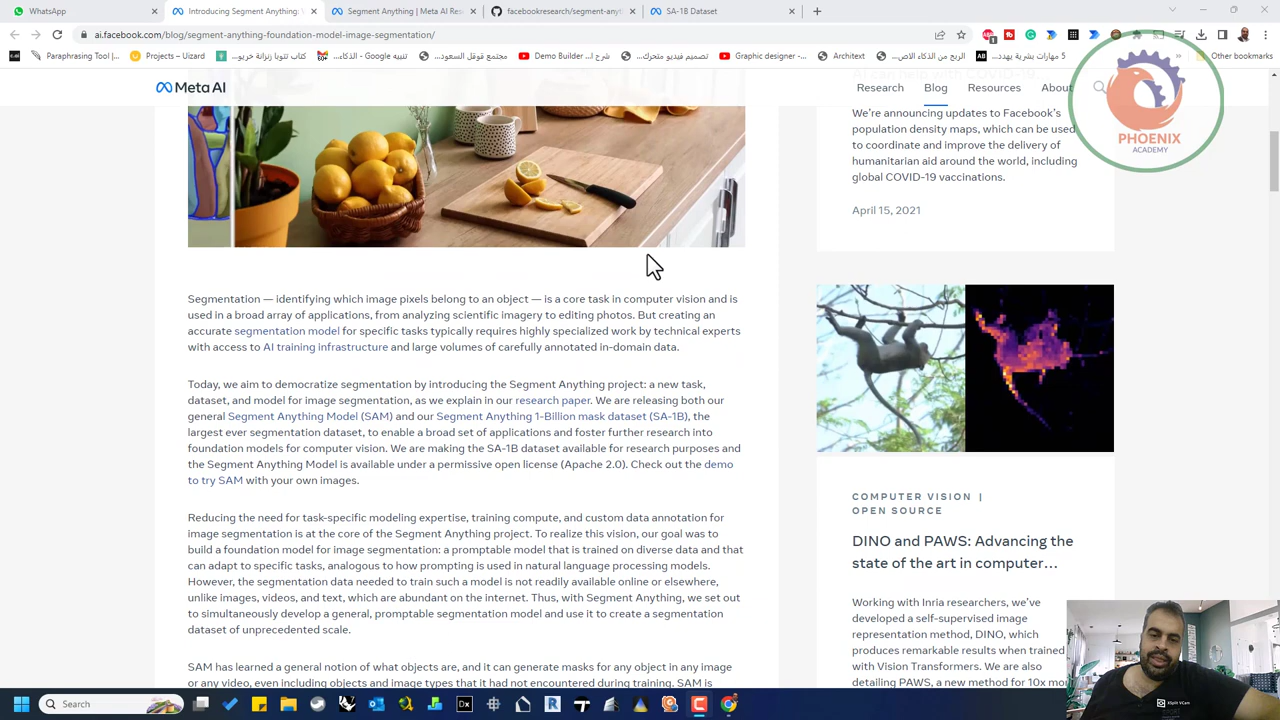 WhatsApp
Introducing Segment Anything:
Segment Anything | Meta AI Res
facebookresearch/segment-anyt
SA-1B Dataset
ai.facebook.com/blog/segment-anything-foundation-model-image-segmentation/
Paraphrasing Tool |
Projects – Uizard
كتاب تلوبا زنزانة خريو...
تنبيه Google - الذكاء...
مجتمع قوقل السعود...
Demo Builder ...شرح ا
تصميم فيديو متحرك...
Graphic designer -...
Architext
الربع من الذكاء الاص...
5 مهارات بشرية يهدد...
Other bookmarks
Meta AI
Research
Blog
Resources
About
PHOENIX
ACADEMY
AI can help with COVID-19
We're announcing updates to Facebook's
population density maps, which can be used
to coordinate and improve the delivery of
humanitarian aid around the world, including
global COVID-19 vaccinations.
April 15, 2021
Segmentation — identifying which image pixels belong to an object — is a core task in computer vision and is
used in a broad array of applications, from analyzing scientific imagery to editing photos. But creating an
accurate segmentation model for specific tasks typically requires highly specialized work by technical experts
with access to AI training infrastructure and large volumes of carefully annotated in-domain data.
Today, we aim to democratize segmentation by introducing the Segment Anything project: a new task,
dataset, and model for image segmentation, as we explain in our research paper. We are releasing both our
general Segment Anything Model (SAM) and our Segment Anything 1-Billion mask dataset (SA-1B), the
largest ever segmentation dataset, to enable a broad set of applications and foster further research into
foundation models for computer vision. We are making the SA-1B dataset available for research purposes and
the Segment Anything Model is available under a permissive open license (Apache 2.0). Check out the demo
to try SAM with your own images.
Reducing the need for task-specific modeling expertise, training compute, and custom data annotation for
image segmentation is at the core of the Segment Anything project. To realize this vision, our goal was to
build a foundation model for image segmentation: a promptable model that is trained on diverse data and that
can adapt to specific tasks, analogous to how prompting is used in natural language processing models.
However, the segmentation data needed to train such a model is not readily available online or elsewhere,
unlike images, videos, and text, which are abundant on the internet. Thus, with Segment Anything, we set out
to simultaneously develop a general, promptable segmentation model and use it to create a segmentation
dataset of unprecedented scale.
SAM has learned a general notion of what objects are, and it can generate masks for any object in any image
or any video, even including objects and image types that it had not encountered during training. SAM is
COMPUTER VISION |
OPEN SOURCE
DINO and PAWS: Advancing the
state of the art in computer...
Working with Inria researchers, we've
developed a self-supervised image
representation method, DINO, which
produces remarkable results when trained
with Vision Transformers. We are also
detailing PAWS, a new method for 10x mo
XSplit VCam
Search